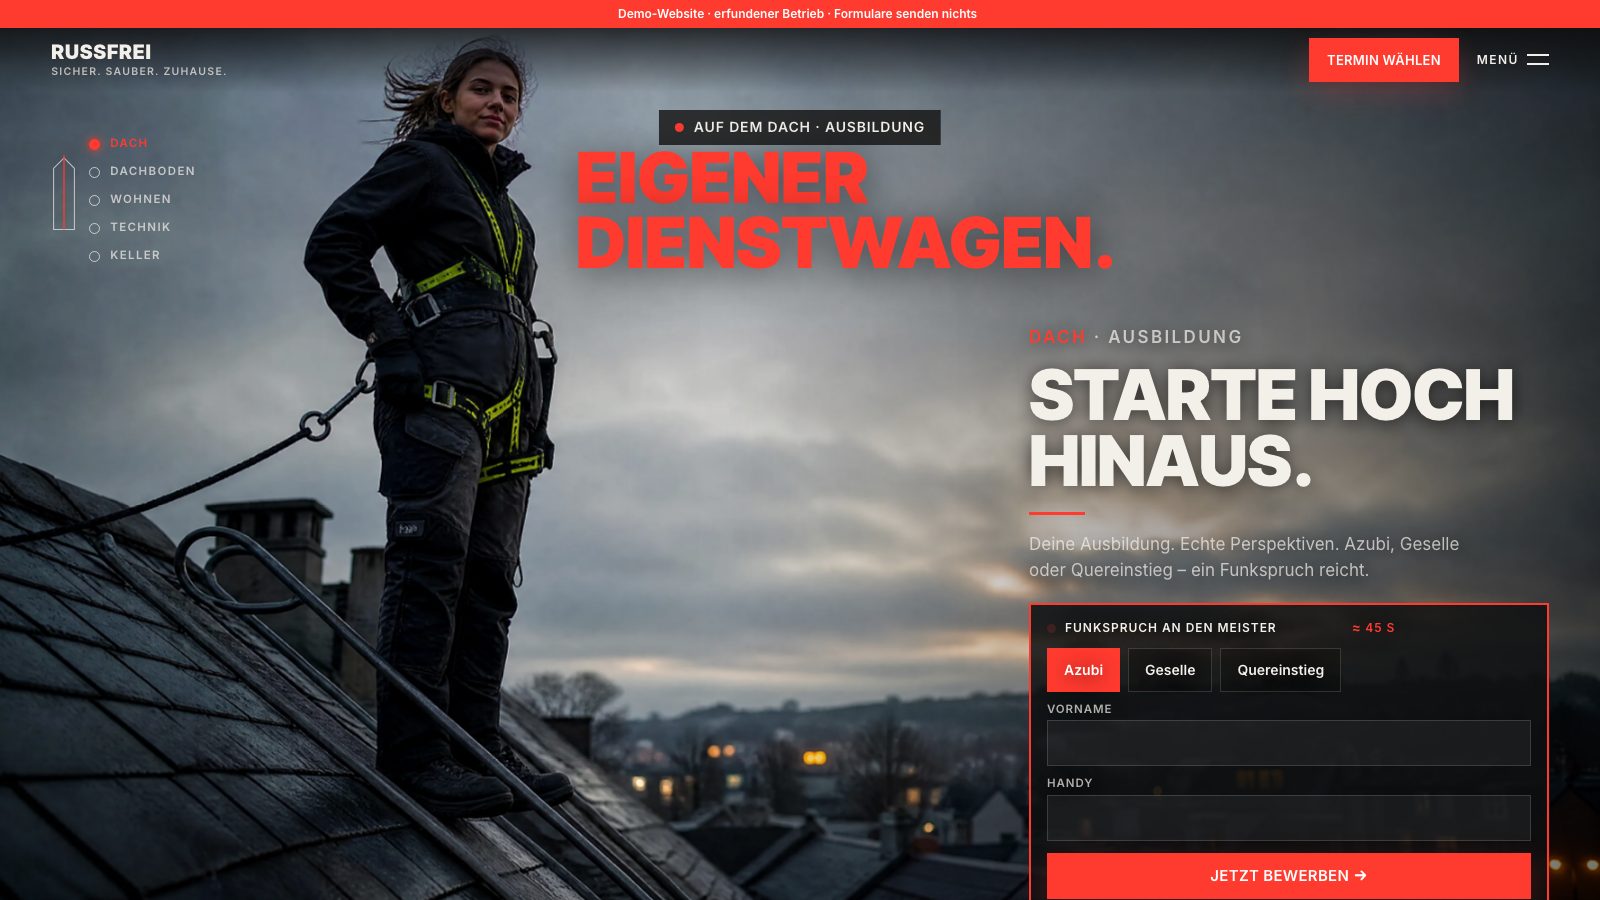 Demo-Website · erfundener Betrieb · Formulare senden nichts
RUSSFREI
SICHER. SAUBER. ZUHAUSE.
TERMIN WÄHLEN
MENÜ
AUF DEM DACH · AUSBILDUNG
DACH
DACHBODEN
WOHNEN
TECHNIK
KELLER
EIGENER
DIENSTWAGEN.
DACH · AUSBILDUNG
STARTE HOCH
HINAUS.
Deine Ausbildung. Echte Perspektiven. Azubi, Geselle
oder Quereinstieg – ein Funkspruch reicht.
FUNKSPRUCH AN DEN MEISTER
≈ 45 S
Azubi
Geselle
Quereinstieg
VORNAME
HANDY
JETZT BEWERBEN →